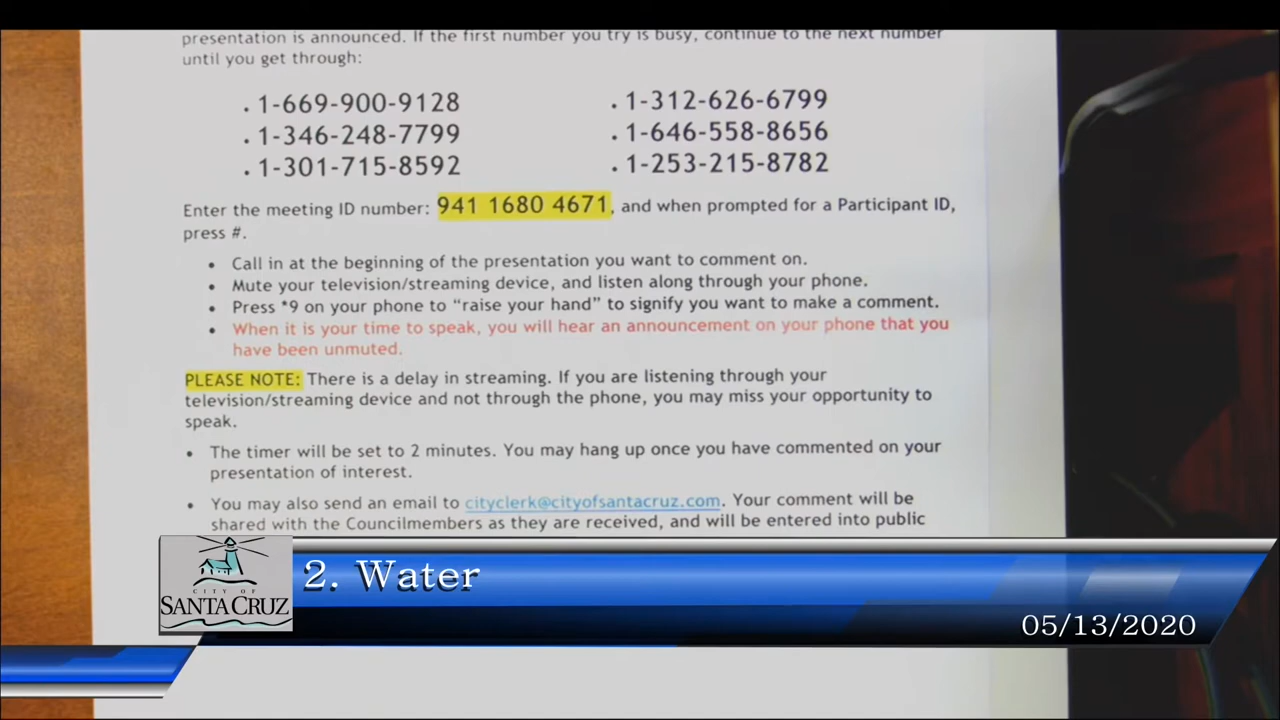 presentation is announced. If the first number you try is busy, continue to the next number
until you get through:
. 1-669-900-9128
. 1-346-248-7799
. 1-301-715-8592
. 1-312-626-6799
. 1-646-558-8656
. 1-253-215-8782
Enter the meeting ID number: 941 1680 4671, and when prompted for a Participant ID,
press #.
• Call in at the beginning of the presentation you want to comment on.
• Mute your television/streaming device, and listen along through your phone.
• Press *9 on your phone to “raise your hand” to signify you want to make a comment.
• When it is your time to speak, you will hear an announcement on your phone that you
have been unmuted.
PLEASE NOTE: There is a delay in streaming. If you are listening through your
television/streaming device and not through the phone, you may miss your opportunity to
speak.
• The timer will be set to 2 minutes. You may hang up once you have commented on your
presentation of interest.
• You may also send an email to cityclerk@cityofsantacruz.com. Your comment will be
shared with the Councilmembers as they are received, and will be entered into public
CITY OF
SANTA CRUZ
2. Water
05/13/2020